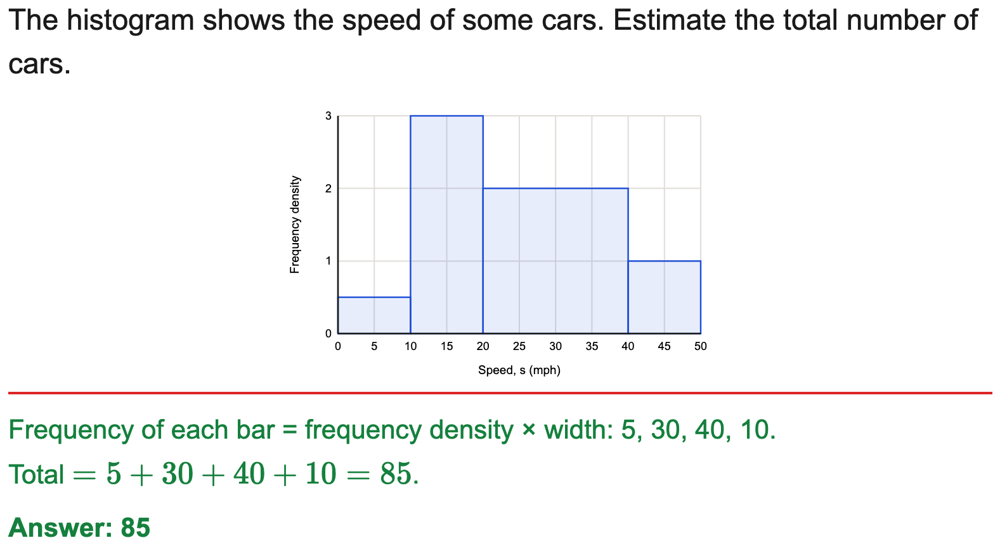 The histogram shows the speed of some cars. Estimate the total number of
cars.
3
2
1
0
Frequency density
0 5 10 15 20 25 30 35 40 45 50
Speed, s (mph)
Frequency of each bar = frequency density × width: 5, 30, 40, 10.
Total = 5 + 30 + 40 + 10 = 85.
Answer: 85